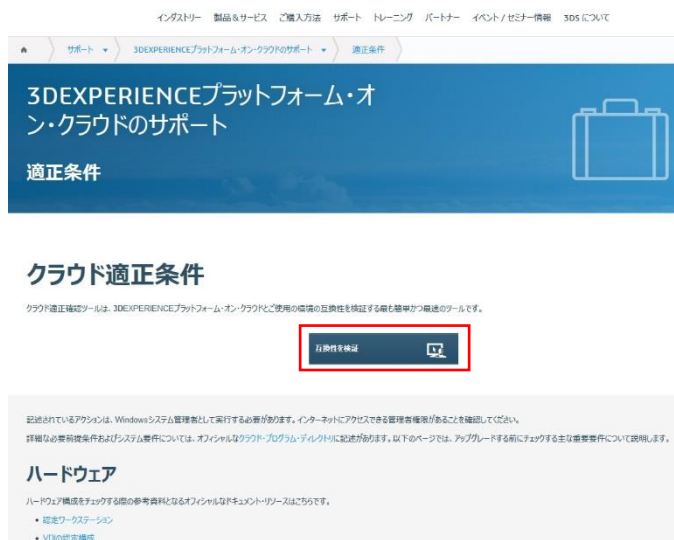 インダストリー 製品&サービス ご購入方法 サポート トレーニング パートナー イベント / セミナー情報 3DS について
サポート 3DEXPERIENCEプラットフォーム・オン・クラウドのサポート 適正条件
3DEXPERIENCEプラットフォーム・オ
ン・クラウドのサポート
適正条件
クラウド適正条件
クラウド適正確認ツールは、3DEXPERIENCEプラットフォーム・オン・クラウドとご使用の環境の互換性を検証する最も簡単かつ最速のツールです。
互換性を検証
記述されているアクションは、Windowsシステム管理者として実行する必要があります。インターネットにアクセスできる管理者権限があることを確認してください。
詳細な必要前提条件およびシステム要件については、オフィシャルなクラウド・プログラム・ディレクトリに記述があります。以下のページでは、アップグレードする前にチェックする主な重要要件について説明します。
ハードウェア
ハードウェア構成をチェックする際の参考資料となるオフィシャルなドキュメント・リソースはこちらです。
• 認定ワークステーション
• VDIの認定構成